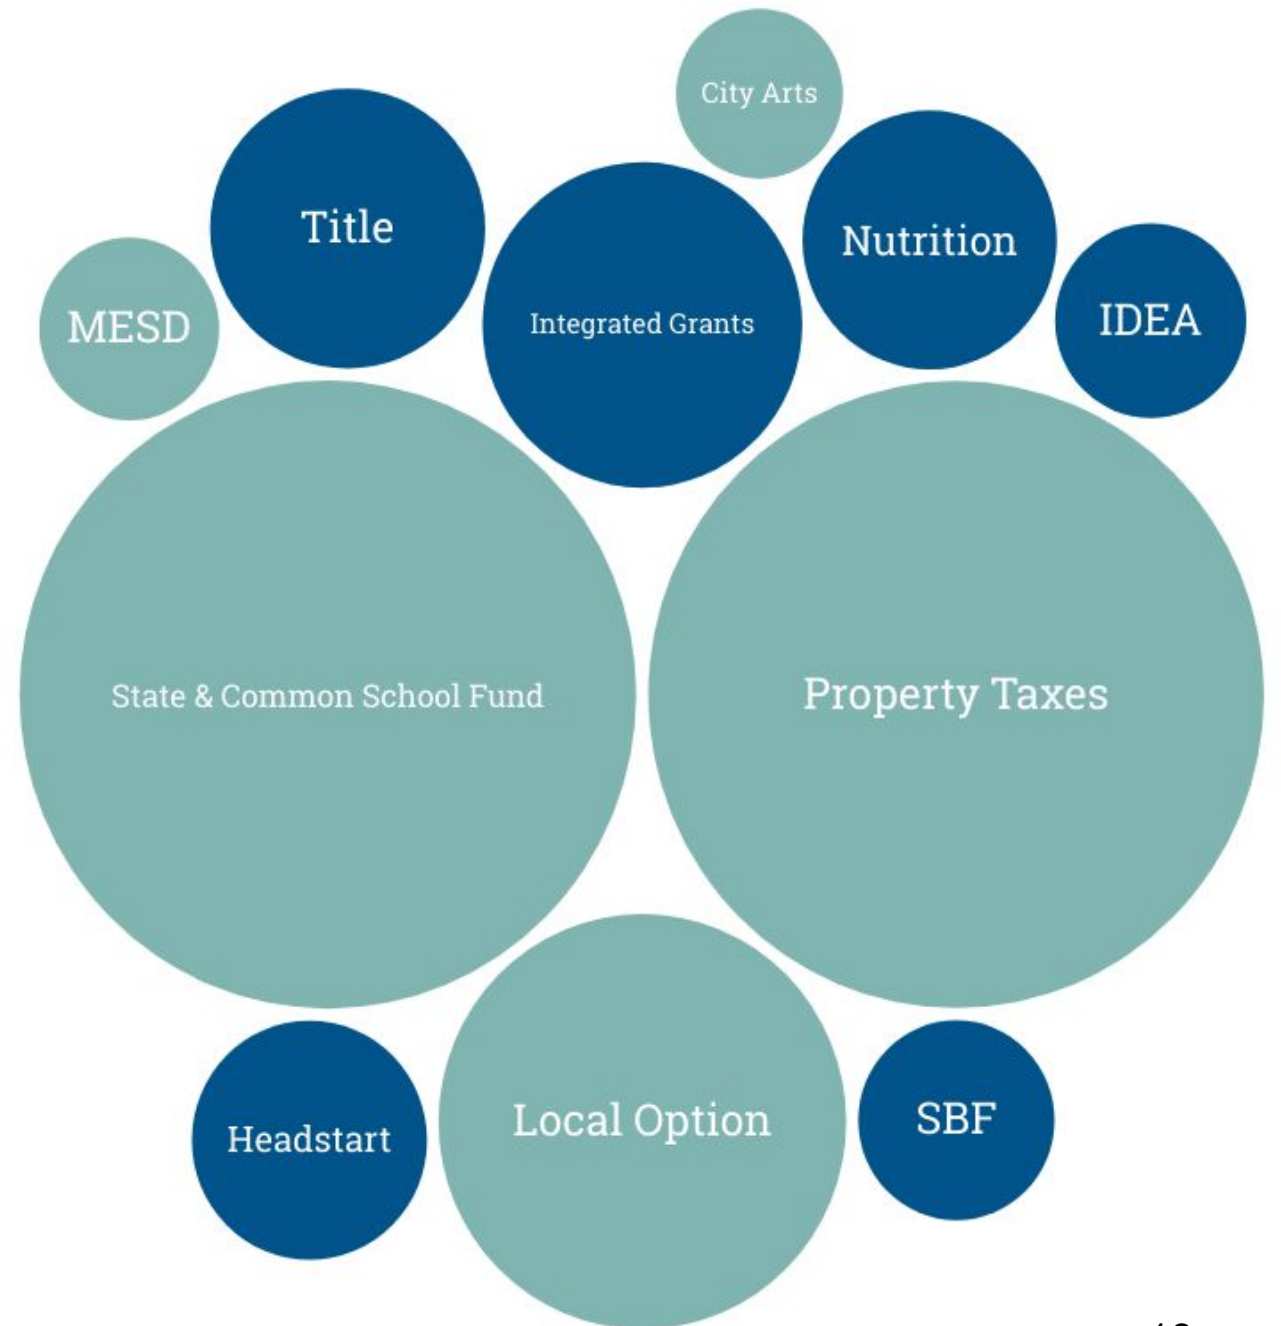 City Arts
Title
Nutrition
Integrated Grants
IDEA
MESD
State & Common School Fund
Property Taxes
Local Option
SBF
Headstart